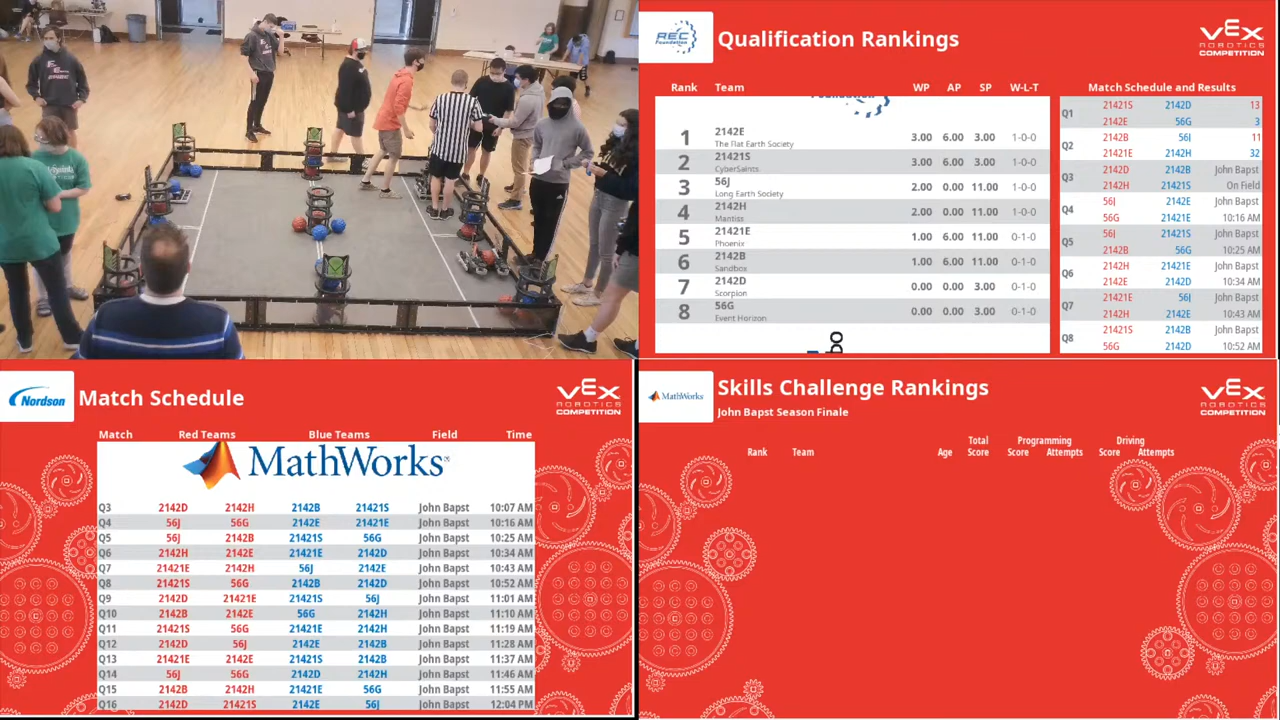 REC
Foundation
Qualification Rankings
VEX
ROBOTICS
COMPETITION
Rank Team WP AP SP W-L-T
Foundation
1 2142E 3.00 6.00 3.00 1-0-0
The Flat Earth Society
2 21421S 3.00 6.00 3.00 1-0-0
CyberSaints
3 56J 2.00 0.00 11.00 1-0-0
Long Earth Society
4 2142H 2.00 0.00 11.00 1-0-0
Mantiss
5 21421E 1.00 6.00 11.00 0-1-0
Phoenix
6 2142B 1.00 6.00 11.00 0-1-0
Sandbox
7 2142D 0.00 0.00 3.00 0-1-0
Scorpion
8 56G 0.00 0.00 3.00 0-1-0
Event Horizon
Match Schedule and Results
Q1 21421S 2142D 13
2142E 56G 3
Q2 2142B 56J 11
21421E 2142H 32
Q3 2142D 2142B John Bapst
2142H 21421S On Field
Q4 56J 2142E John Bapst
56G 21421E 10:16 AM
Q5 56J 21421S John Bapst
2142B 56G 10:25 AM
Q6 2142H 21421E John Bapst
2142E 2142D 10:34 AM
Q7 21421E 56J John Bapst
2142H 2142E 10:43 AM
Q8 21421S 2142B John Bapst
56G 2142D 10:52 AM
Nordson
Match Schedule
VEX
ROBOTICS
COMPETITION
Match Red Teams Blue Teams Field Time
MathWorks
Q3 2142D 2142H 2142B 21421S John Bapst 10:07 AM
Q4 56J 56G 2142E 21421E John Bapst 10:16 AM
Q5 56J 2142B 21421S 56G John Bapst 10:25 AM
Q6 2142H 2142E 21421E 2142D John Bapst 10:34 AM
Q7 21421E 2142H 56J 2142E John Bapst 10:43 AM
Q8 21421S 56G 2142B 2142D John Bapst 10:52 AM
Q9 2142D 21421E 21421S 56J John Bapst 11:01 AM
Q10 2142B 2142E 56G 2142H John Bapst 11:10 AM
Q11 21421S 56G 21421E 2142H John Bapst 11:19 AM
Q12 2142D 56J 2142E 2142B John Bapst 11:28 AM
Q13 21421E 2142E 21421S 2142B John Bapst 11:37 AM
Q14 56J 56G 2142D 2142H John Bapst 11:46 AM
Q15 2142B 2142H 21421E 56G John Bapst 11:55 AM
Q16 2142D 21421S 2142E 56J John Bapst 12:04 PM
MathWorks
Skills Challenge Rankings
John Bapst Season Finale
VEX
ROBOTICS
COMPETITION
Total Programming Driving
Rank Team Age Score Score Attempts Score Attempts